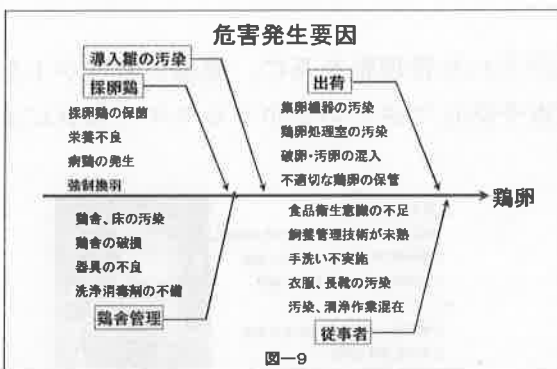 危害発生要因
導入雛の汚染
採卵鶏
採卵鶏の保菌
栄養不良
病鶏の発生
強制換羽
出荷
集卵機器の汚染
鶏卵処理室の汚染
破卵・汚卵の混入
不適切な鶏卵の保管
鶏卵
鶏舎、床の汚染
鶏舎の破損
器具の不良
洗浄消毒剤の不備
鶏舎管理
食品衛生意識の不足
飼養管理技術が未熟
手洗い不実施
衣服、長靴の汚染
汚染、清浄作業混在
従事者
図―9